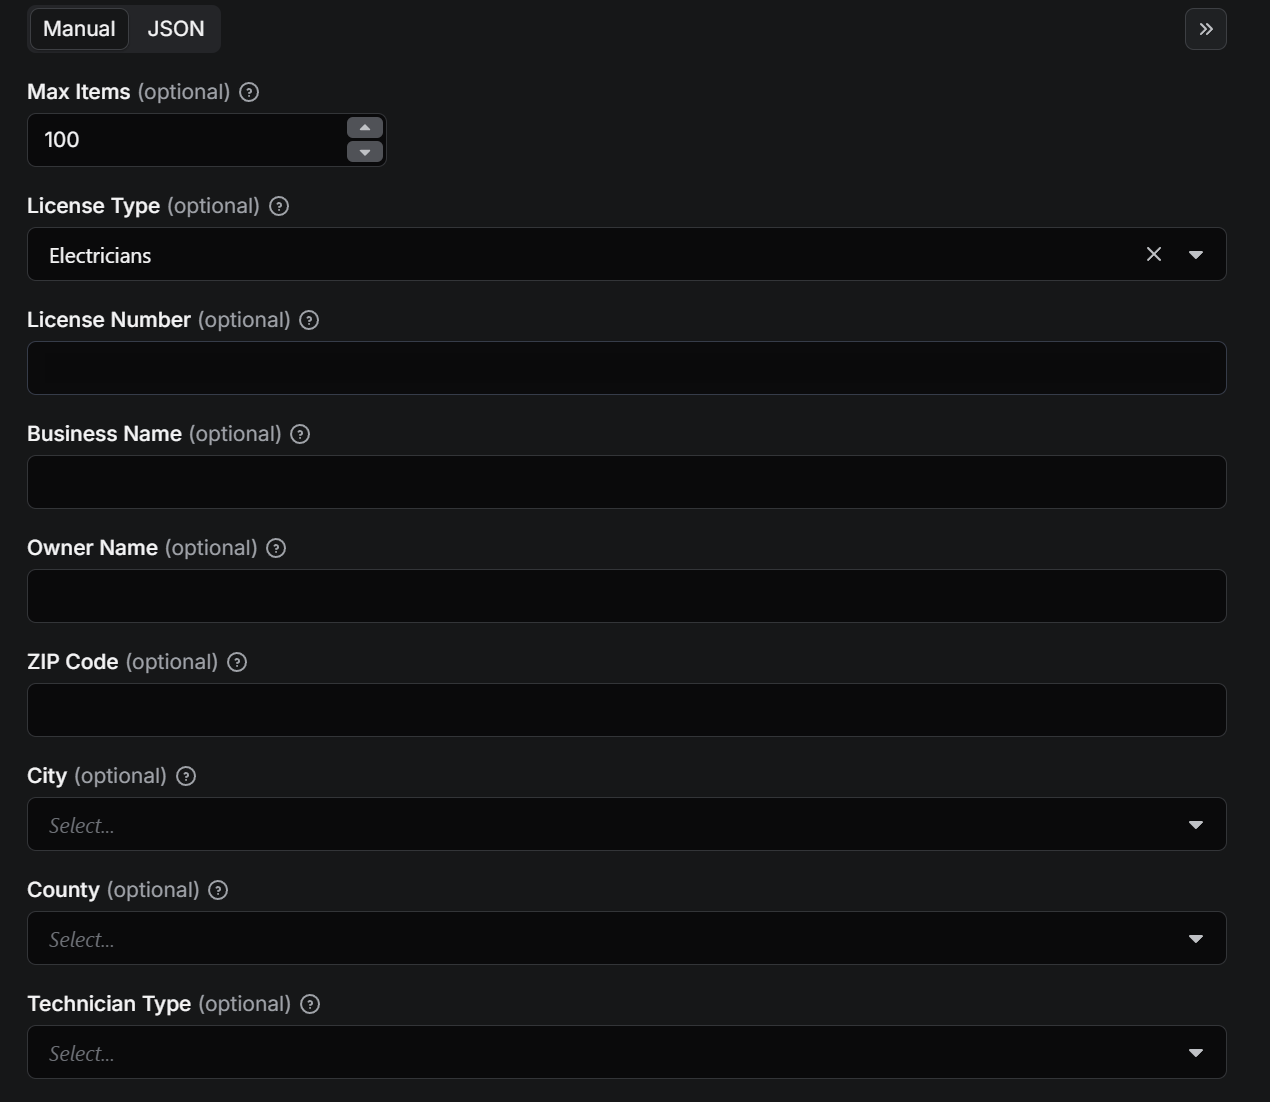 Manual JSON
Max Items (optional)
100
License Type (optional)
Electricians
License Number (optional)
Business Name (optional)
Owner Name (optional)
ZIP Code (optional)
City (optional)
Select...
County (optional)
Select...
Technician Type (optional)
Select...